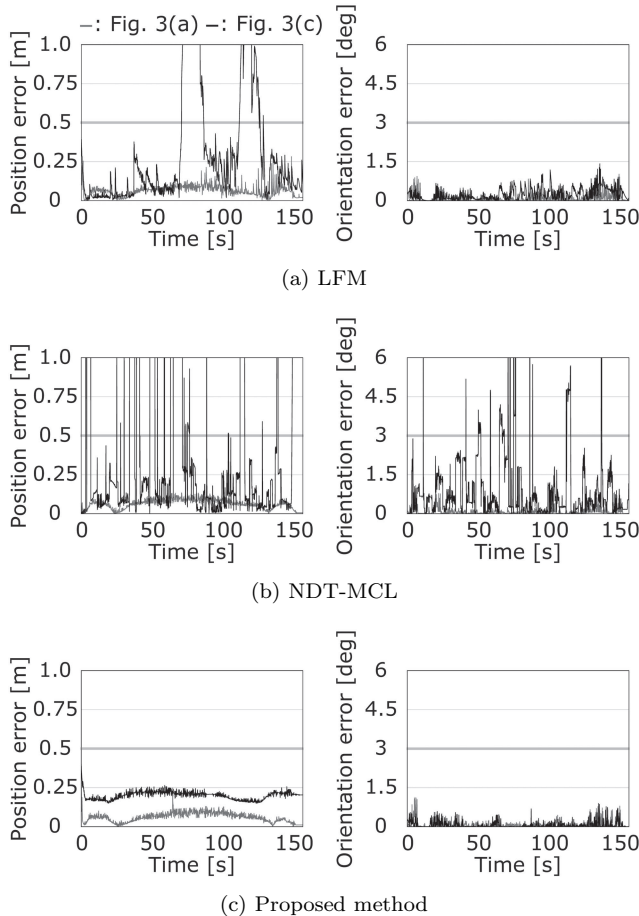 –: Fig. 3(a) –: Fig. 3(c)
Position error [m]
1.0
0.75
0.5
0.25
0
0 50 100 150
Time [s]
Orientation error [deg]
6
4.5
3
1.5
0
0 50 100 150
Time [s]
(a) LFM
Position error [m]
1.0
0.75
0.5
0.25
0
0 50 100 150
Time [s]
Orientation error [deg]
6
4.5
3
1.5
0
0 50 100 150
Time [s]
(b) NDT-MCL
Position error [m]
1.0
0.75
0.5
0.25
0
0 50 100 150
Time [s]
Orientation error [deg]
6
4.5
3
1.5
0
0 50 100 150
Time [s]
(c) Proposed method